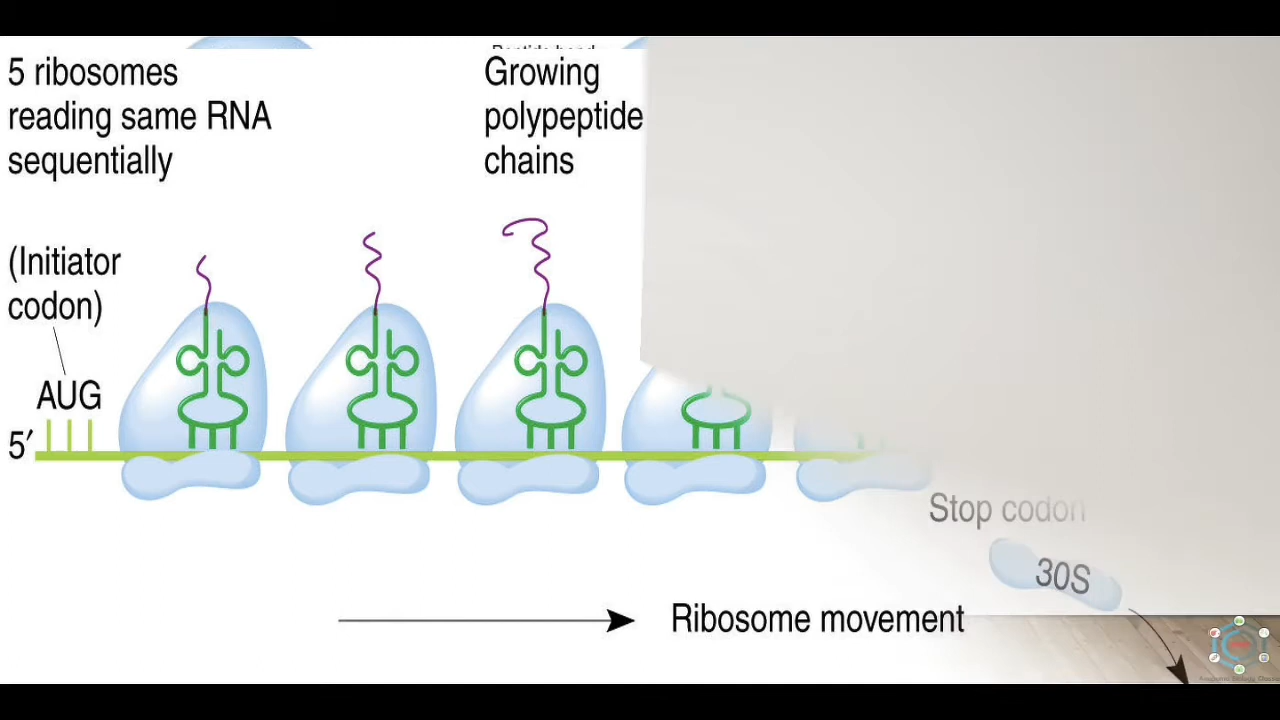 5 ribosomes
reading same RNA
sequentially
Growing
polypeptide
chains
(Initiator
codon)
AUG
5′
Stop codon
30S
Ribosome movement